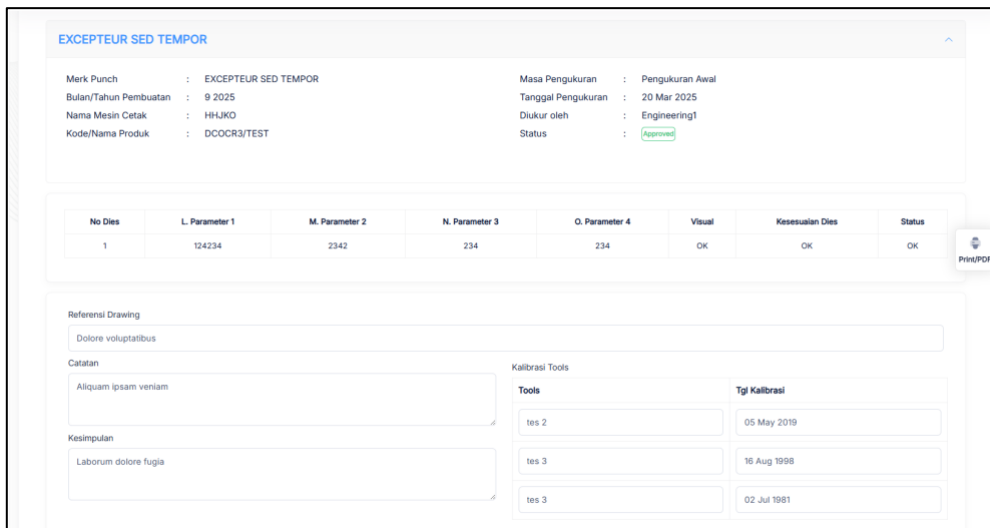 EXCEPTEUR SED TEMPOR
Merk Punch : EXCEPTEUR SED TEMPOR
Bulan/Tahun Pembuatan : 9 2025
Nama Mesin Cetak : HHJKO
Kode/Nama Produk : DCOCR3/TEST
Masa Pengukuran : Pengukuran Awal
Tanggal Pengukuran : 20 Mar 2025
Diukur oleh : Engineering1
Status : Approved
No Dies L. Parameter 1 M. Parameter 2 N. Parameter 3 O. Parameter 4 Visual Kesesuaian Dies Status
1 124234 2342 234 234 OK OK OK
Print/PDF
Referensi Drawing
Dolore voluptatibus
Catatan
Aliquam ipsam veniam
Kesimpulan
Laborum dolore fugia
Kalibrasi Tools
Tools Tgl Kalibrasi
tes 2 05 May 2019
tes 3 16 Aug 1998
tes 3 02 Jul 1981